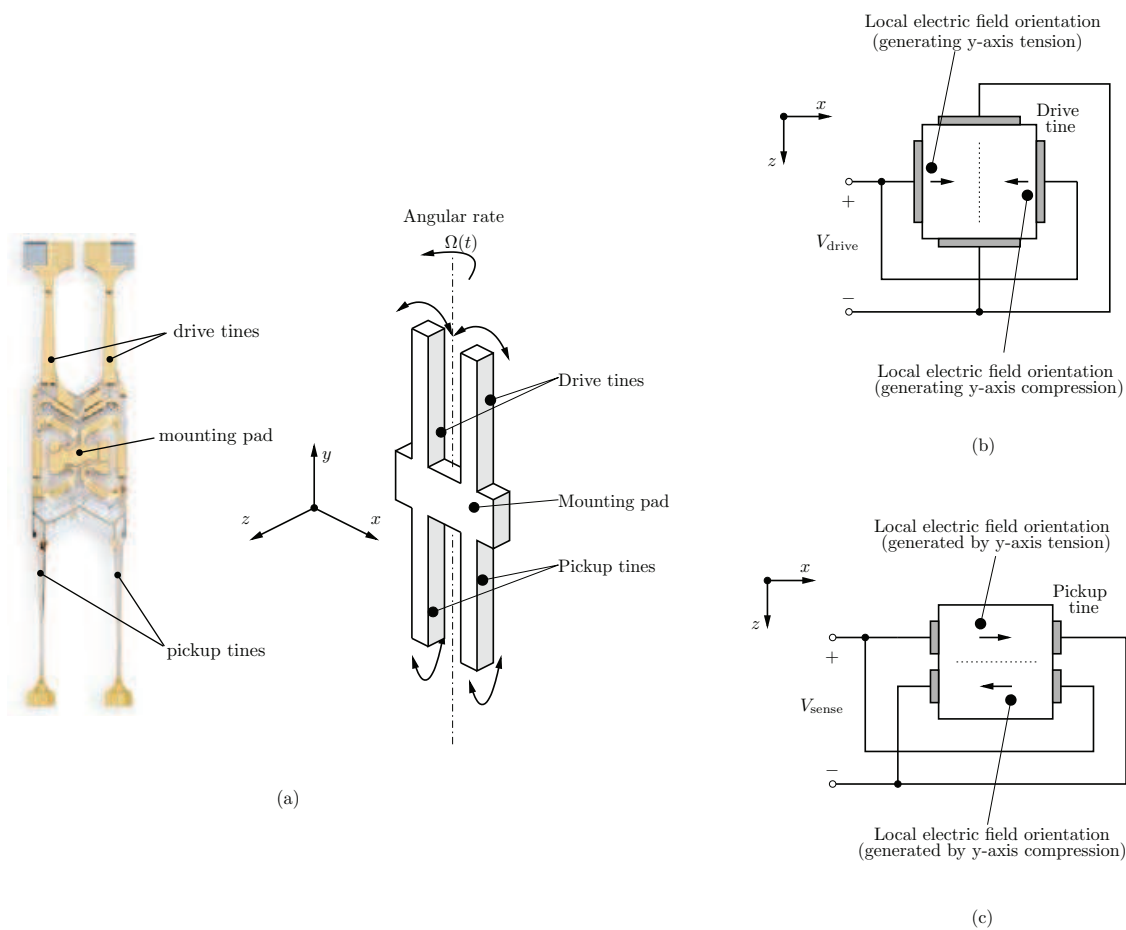 drive tines
mounting pad
pickup tines
Angular rate
Ω(t)
Drive tines
Mounting pad
Pickup tines
y
z
x
(a)
Local electric field orientation
(generating y-axis tension)
x
z
Drive
tine
+
V_drive
−
Local electric field orientation
(generating y-axis compression)
(b)
Local electric field orientation
(generated by y-axis tension)
x
z
Pickup
tine
+
V_sense
−
Local electric field orientation
(generated by y-axis compression)
(c)